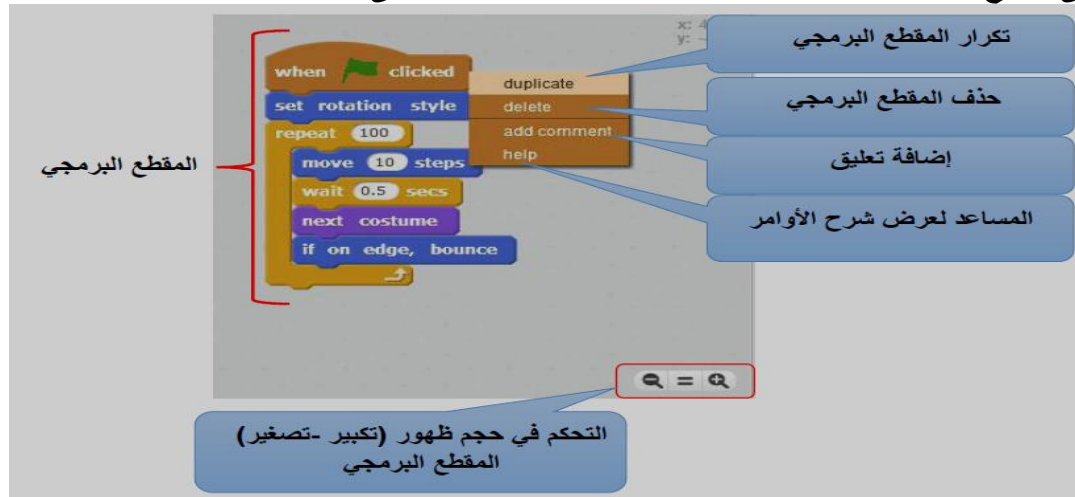 x: 4
y: -
تكرار المقطع البرمجي
when clicked
duplicate
set rotation style
delete
حذف المقطع البرمجي
repeat 100
add comment
إضافة تعليق
move 10 steps
help
المقطع البرمجي
wait 0.5 secs
المساعد لعرض شرح الأوامر
next costume
if on edge, bounce
التحكم في حجم ظهور (تكبير -تصغير)
المقطع البرمجي